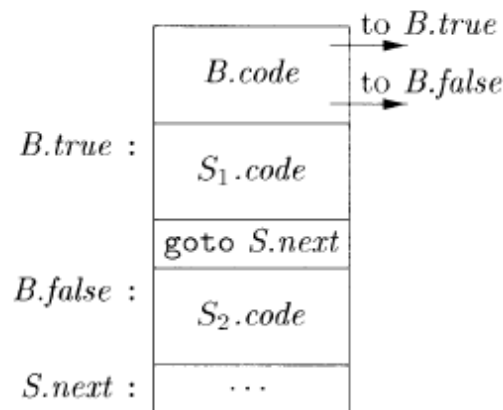 to B.true
B.code
to B.false
B.true :
S₁.code
goto S.next
B.false :
S₂.code
S.next :
...